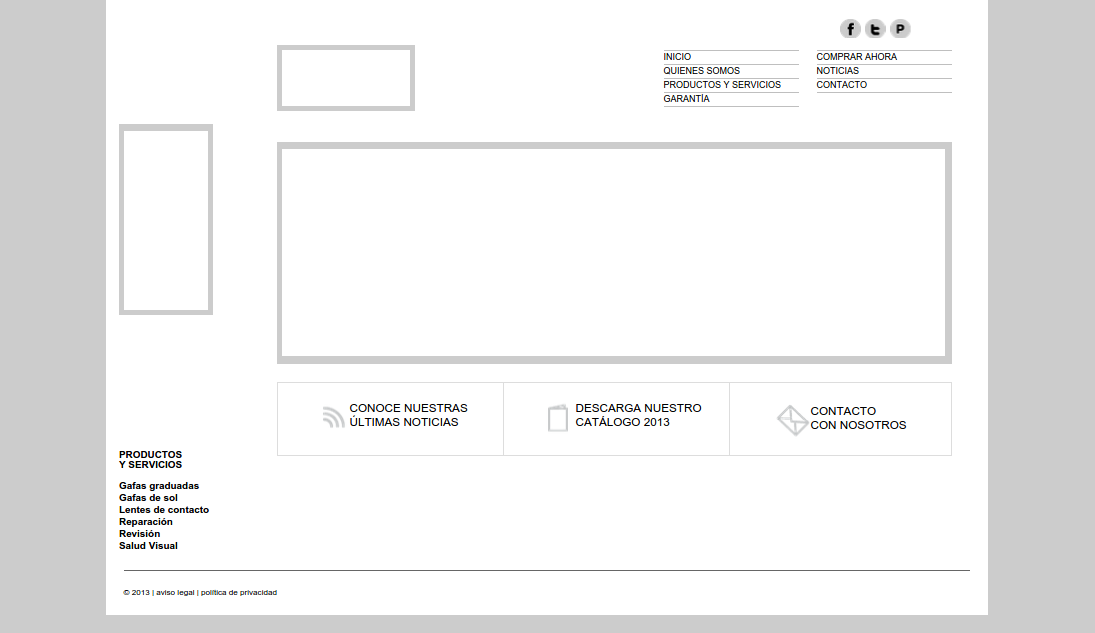 INICIO
QUIENES SOMOS
PRODUCTOS Y SERVICIOS
GARANTÍA
COMPRAR AHORA
NOTICIAS
CONTACTO
CONOCE NUESTRAS
ÚLTIMAS NOTICIAS
DESCARGA NUESTRO
CATÁLOGO 2013
CONTACTO
CON NOSOTROS
PRODUCTOS
Y SERVICIOS
Gafas graduadas
Gafas de sol
Lentes de contacto
Reparación
Revisión
Salud Visual
© 2013 | aviso legal | política de privacidad